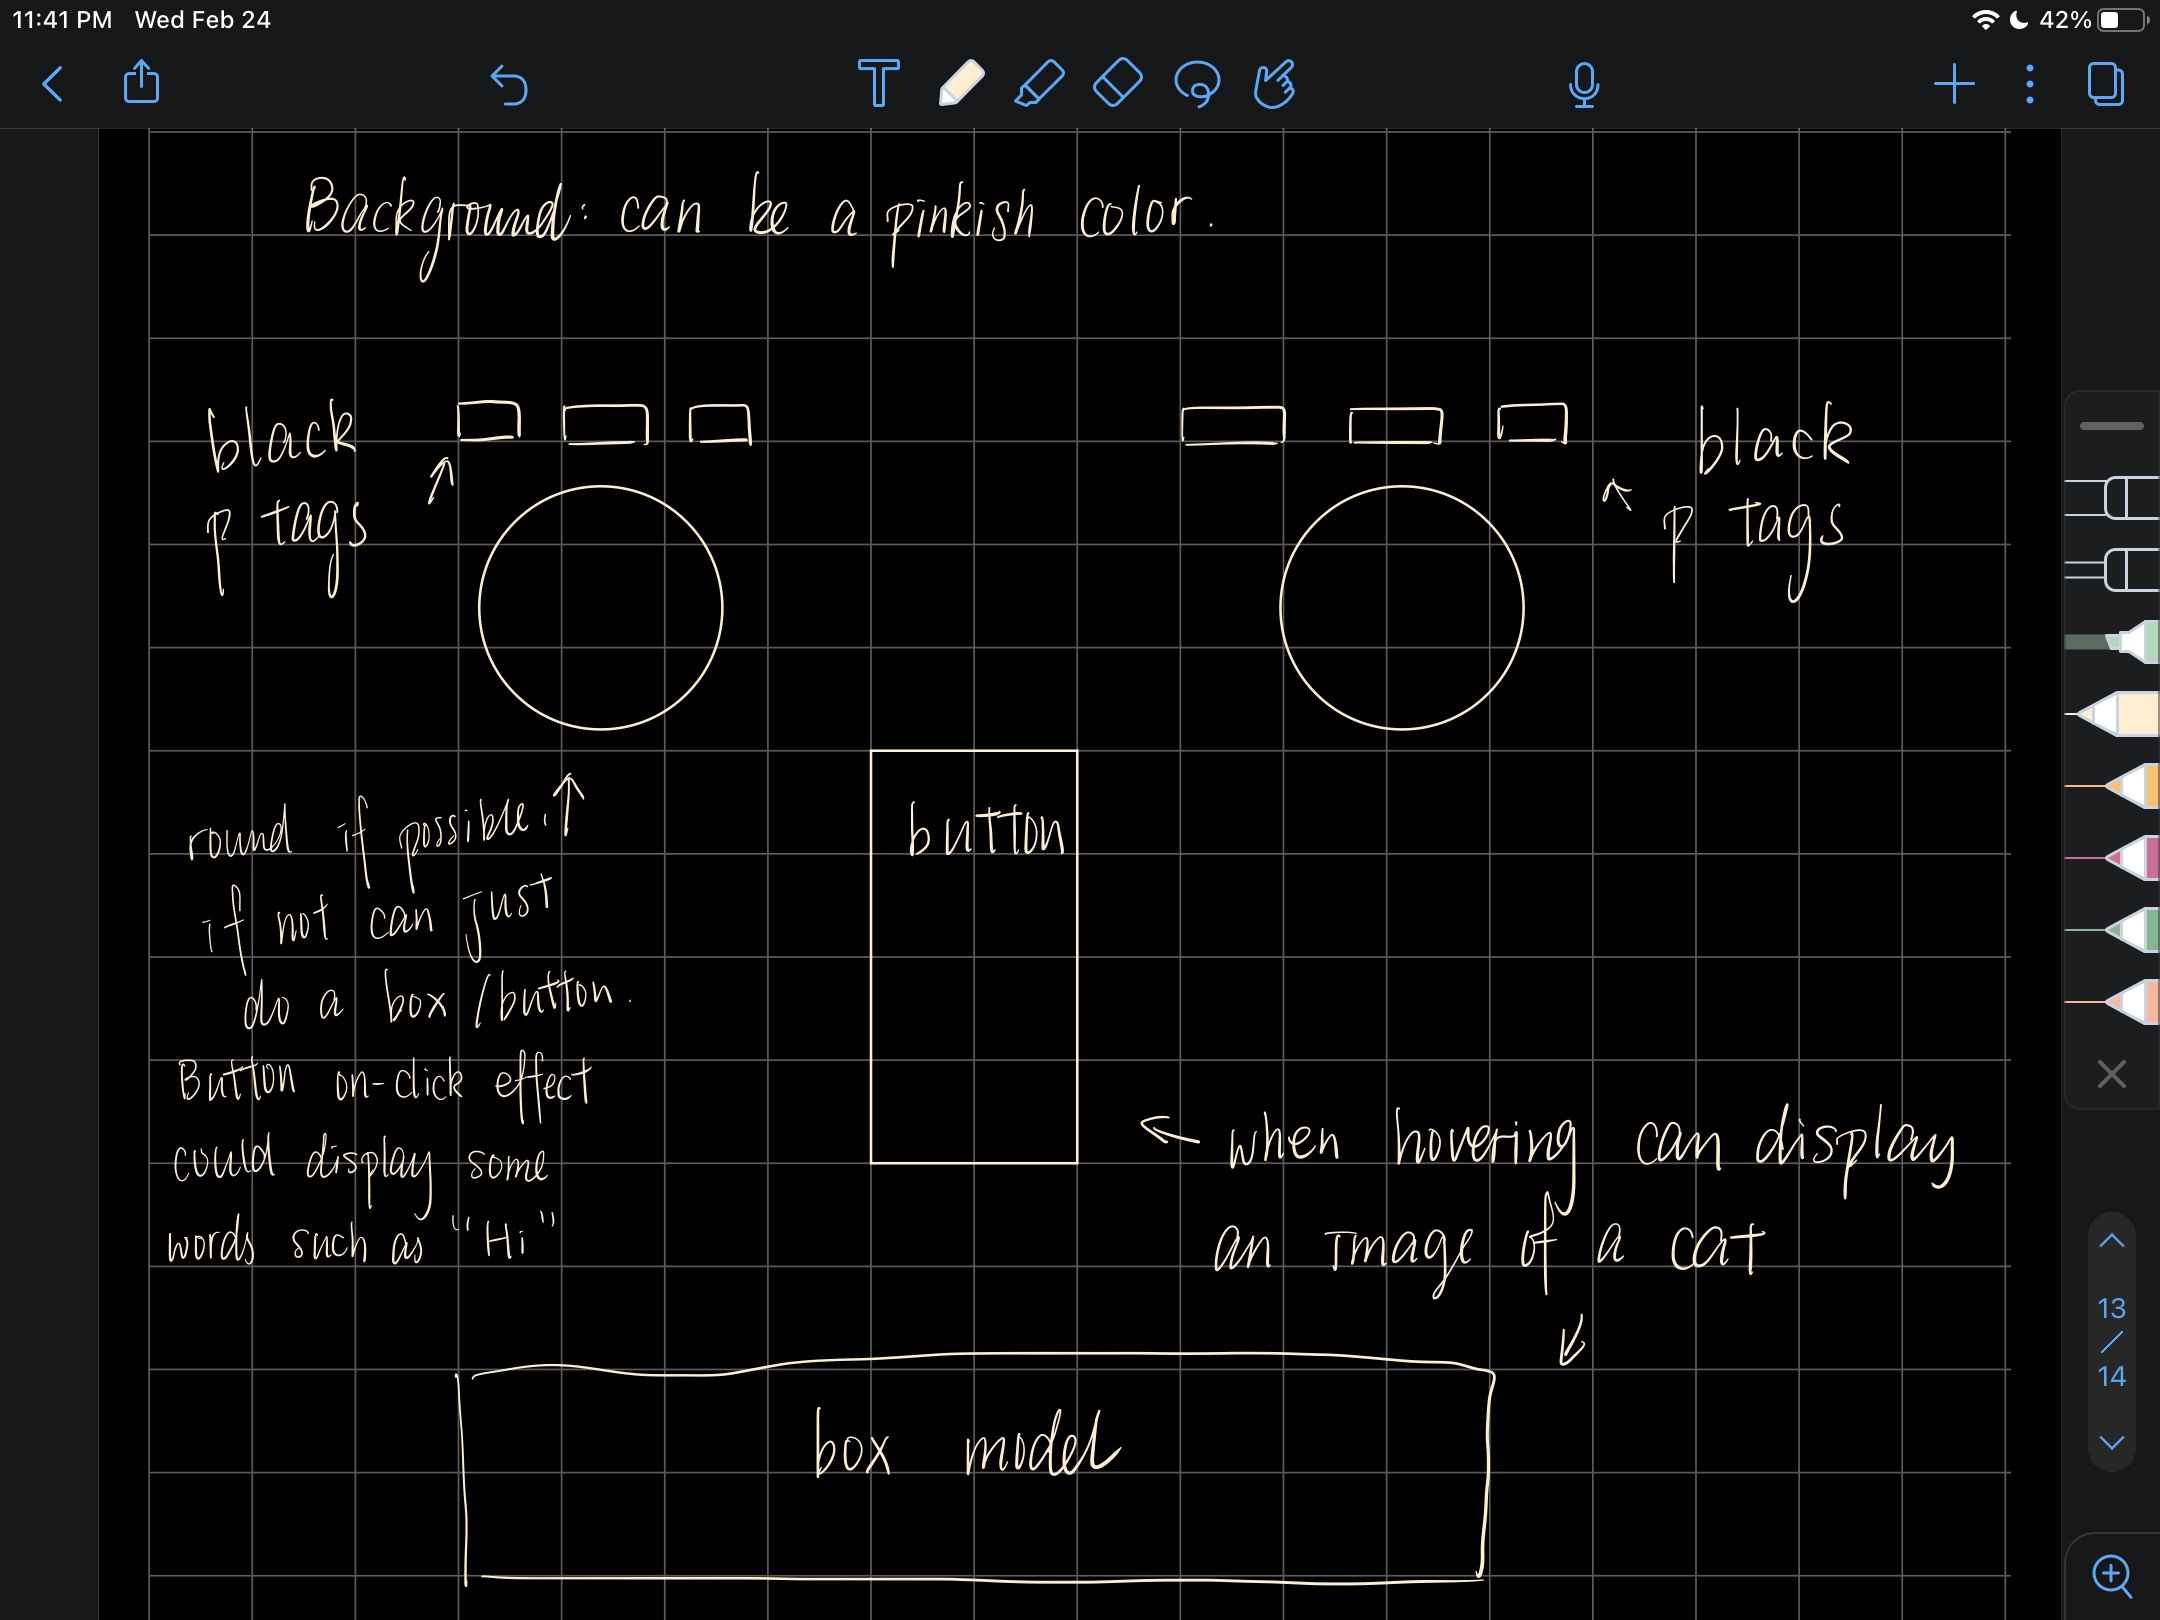 11:41 PM Wed Feb 24
42%
T
Background: can be a pinkish color.
black
p tags
black
p tags
round if possible.
if not can just
do a box/button.
Button on-click effect
could display some
words such as "Hi"
button
when hovering can display
an image of a cat
box model
13
/
14